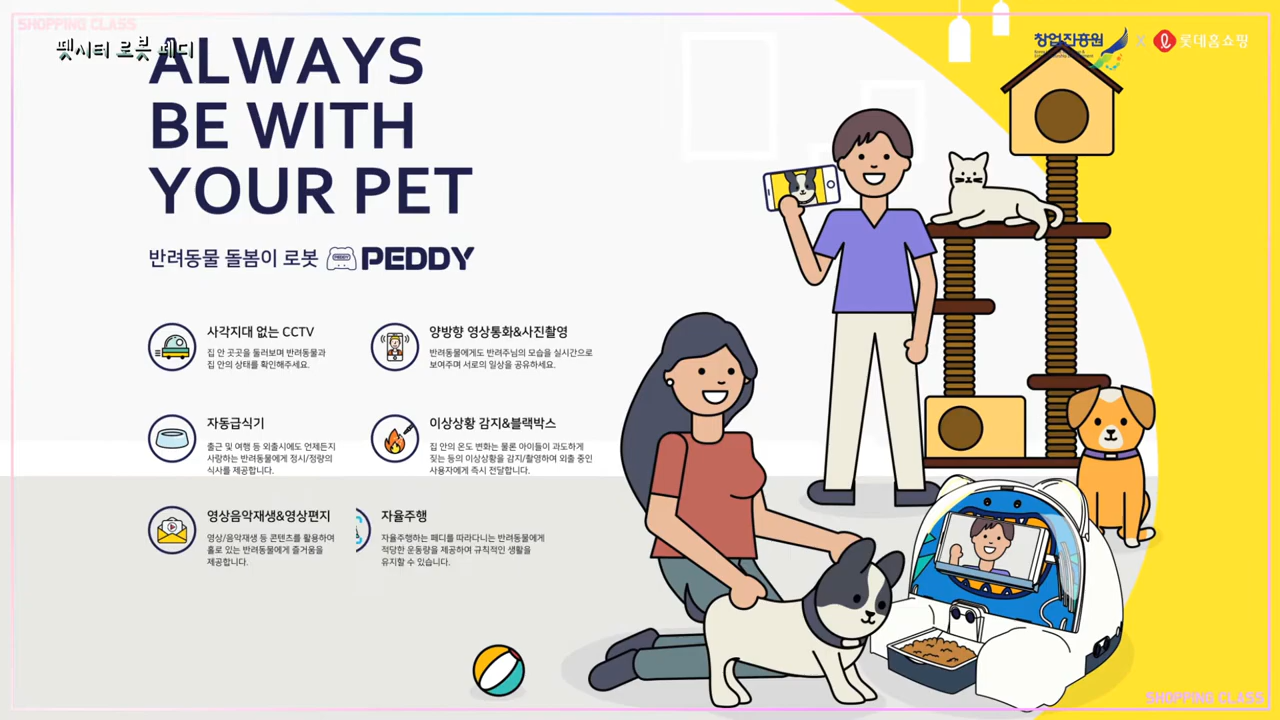 SHOPPING CLASS
펫시터 로봇 페디
ALWAYS
BE WITH
YOUR PET
창업진흥원 X 롯데홈쇼핑
반려동물 돌봄이 로봇 PEDDY PEDDY
사각지대 없는 CCTV
집 안 곳곳을 둘러보며 반려동물과
집 안의 상태를 확인해주세요.
양방향 영상통화&사진촬영
반려동물에게도 반려주님의 모습을 실시간으로
보여주며 서로의 일상을 공유하세요.
자동급식기
출근 및 여행 등 외출시에도 언제든지
사랑하는 반려동물에게 정시/정량의
식사를 제공합니다.
이상상황 감지&블랙박스
집 안의 온도 변화는 물론 아이들이 과도하게
짖는 등의 이상상황을 감지/촬영하여 외출 중인
사용자에게 즉시 전달합니다.
영상음악재생&영상편지
영상/음악재생 등 콘텐츠를 활용하여
홀로 있는 반려동물에게 즐거움을
제공합니다.
자율주행
자율주행하는 페디를 따라다니는 반려동물에게
적당한 운동량을 제공하여 규칙적인 생활을
유지할 수 있습니다.
SHOPPING CLASS